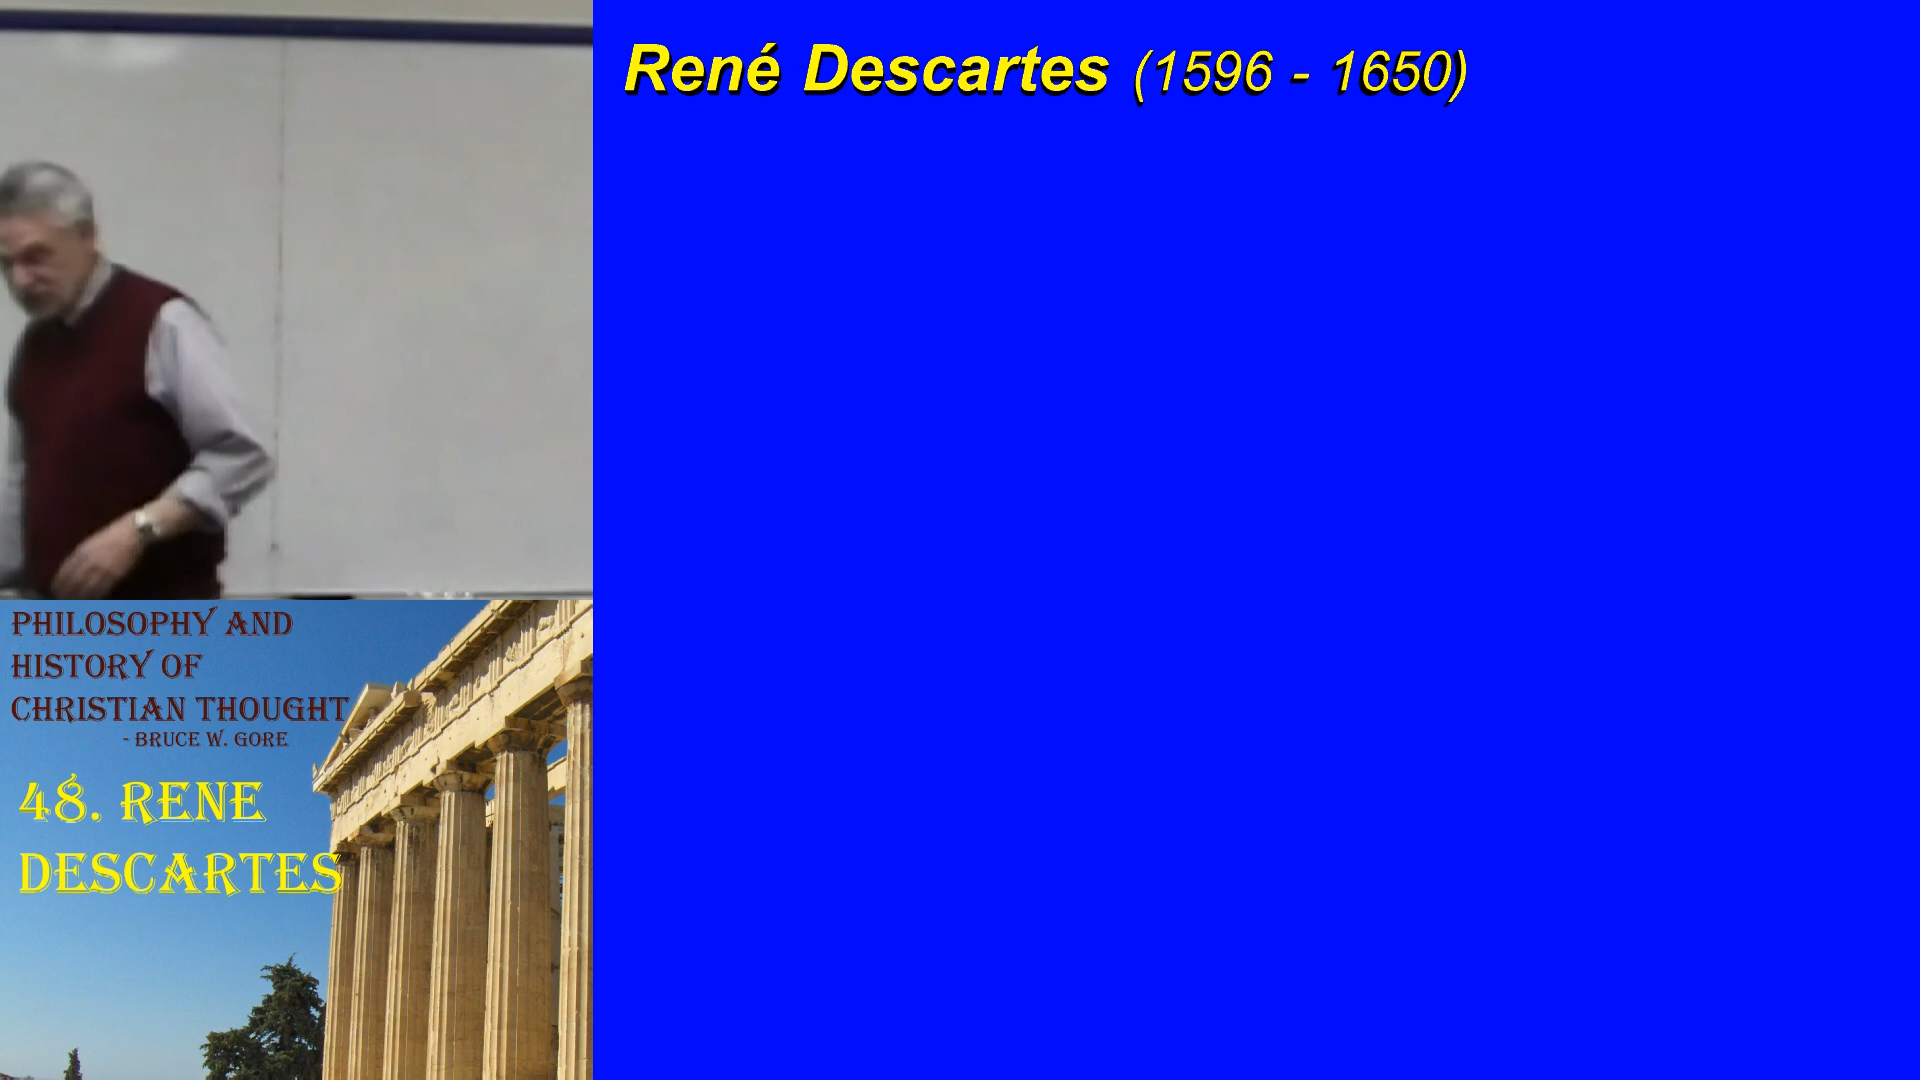 René Descartes (1596 - 1650)
PHILOSOPHY AND
HISTORY OF
CHRISTIAN THOUGHT
- BRUCE W. GORE
48. RENE
DESCARTES